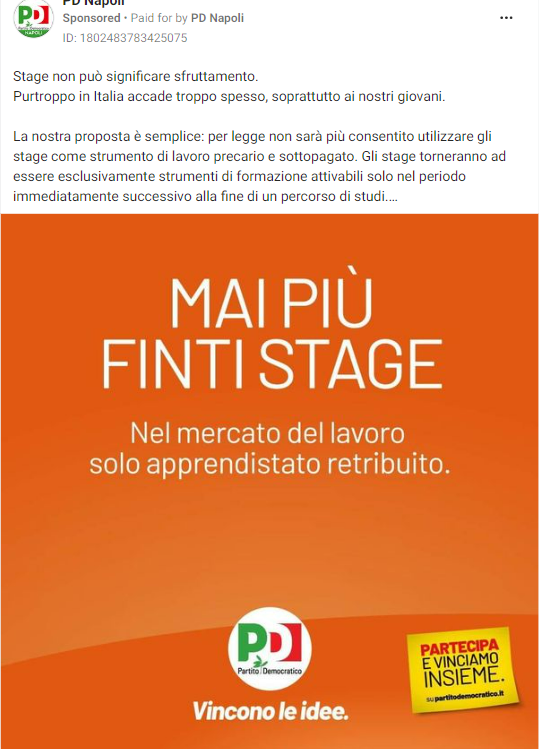 PD Napoli
Sponsored • Paid for by PD Napoli
ID: 1802483783425075
Stage non può significare sfruttamento.
Purtroppo in Italia accade troppo spesso, soprattutto ai nostri giovani.
La nostra proposta è semplice: per legge non sarà più consentito utilizzare gli
stage come strumento di lavoro precario e sottopagato. Gli stage torneranno ad
essere esclusivamente strumenti di formazione attivabili solo nel periodo
immediatamente successivo alla fine di un percorso di studi....
MAI PIÙ
FINTI STAGE
Nel mercato del lavoro
solo apprendistato retribuito.
PD
Partito Democratico
Vincono le idee.
PARTECIPA
E VINCIAMO
INSIEME.
su partitodemocratico.it